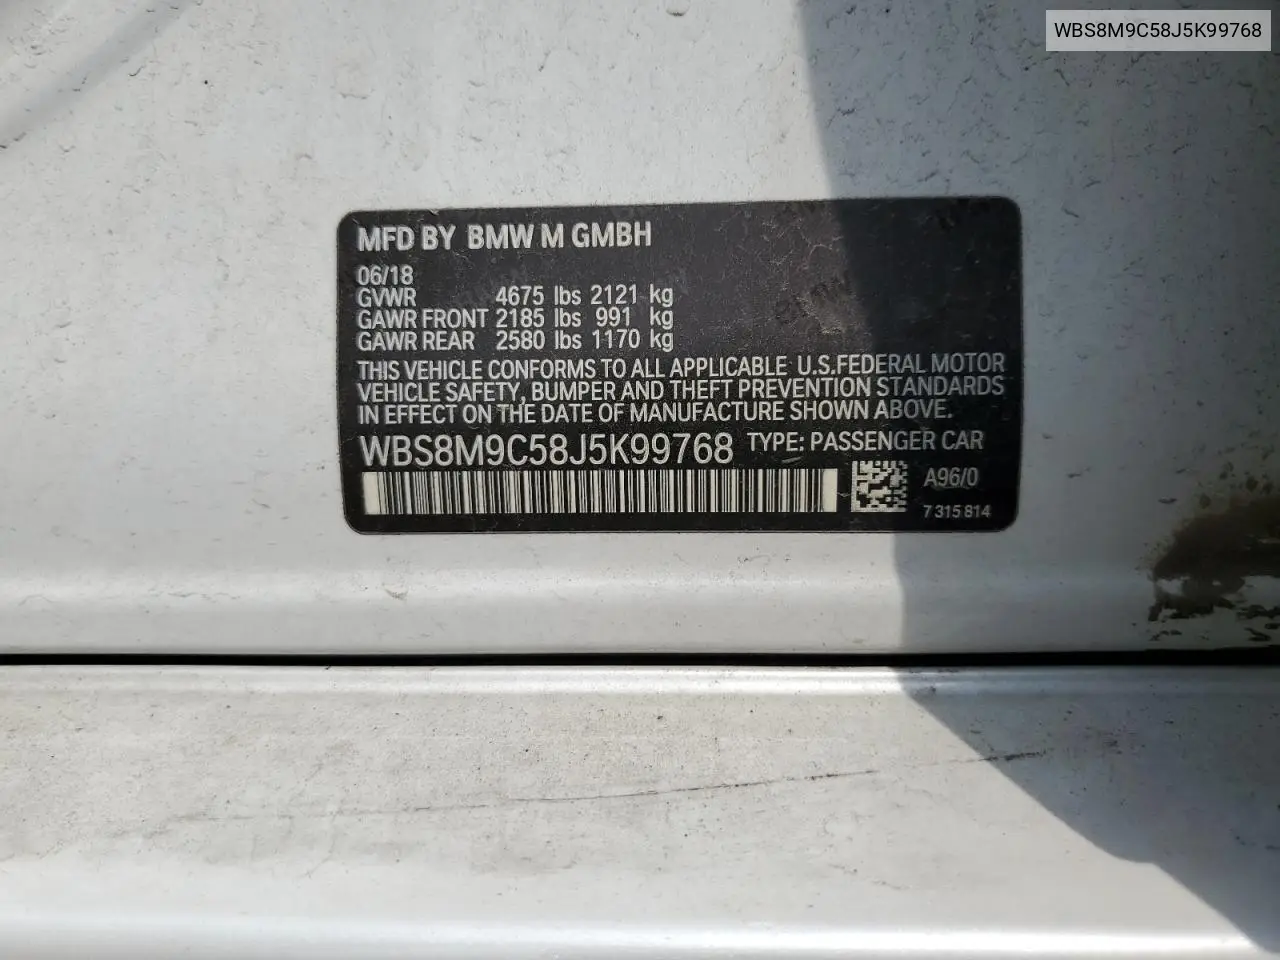 WBS8M9C58J5K99768
MFD BY BMW M GMBH
06/18
GVWR 4675 lbs 2121 kg
GAWR FRONT 2185 lbs 991 kg
GAWR REAR 2580 lbs 1170 kg
THIS VEHICLE CONFORMS TO ALL APPLICABLE U.S.FEDERAL MOTOR
VEHICLE SAFETY, BUMPER AND THEFT PREVENTION STANDARDS
IN EFFECT ON THE DATE OF MANUFACTURE SHOWN ABOVE.
WBS8M9C58J5K99768 TYPE: PASSENGER CAR
A96/0
7 315 814